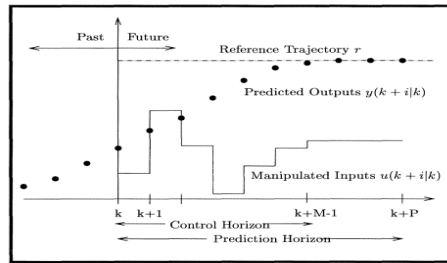 Past Future
Reference Trajectory r
Predicted Outputs y(k + i|k)
Manipulated Inputs u(k + i|k)
k k+1 k+M-1 k+P
Control Horizon
Prediction Horizon